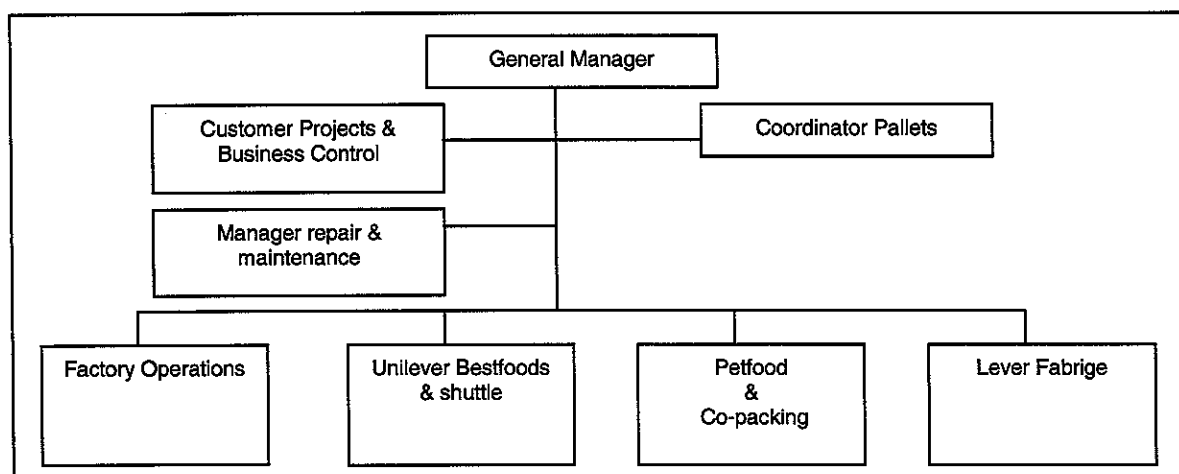 General Manager
Customer Projects &
Business Control
Coordinator Pallets
Manager repair &
maintenance
Factory Operations
Unilever Bestfoods
& shuttle
Petfood
&
Co-packing
Lever Fabrige